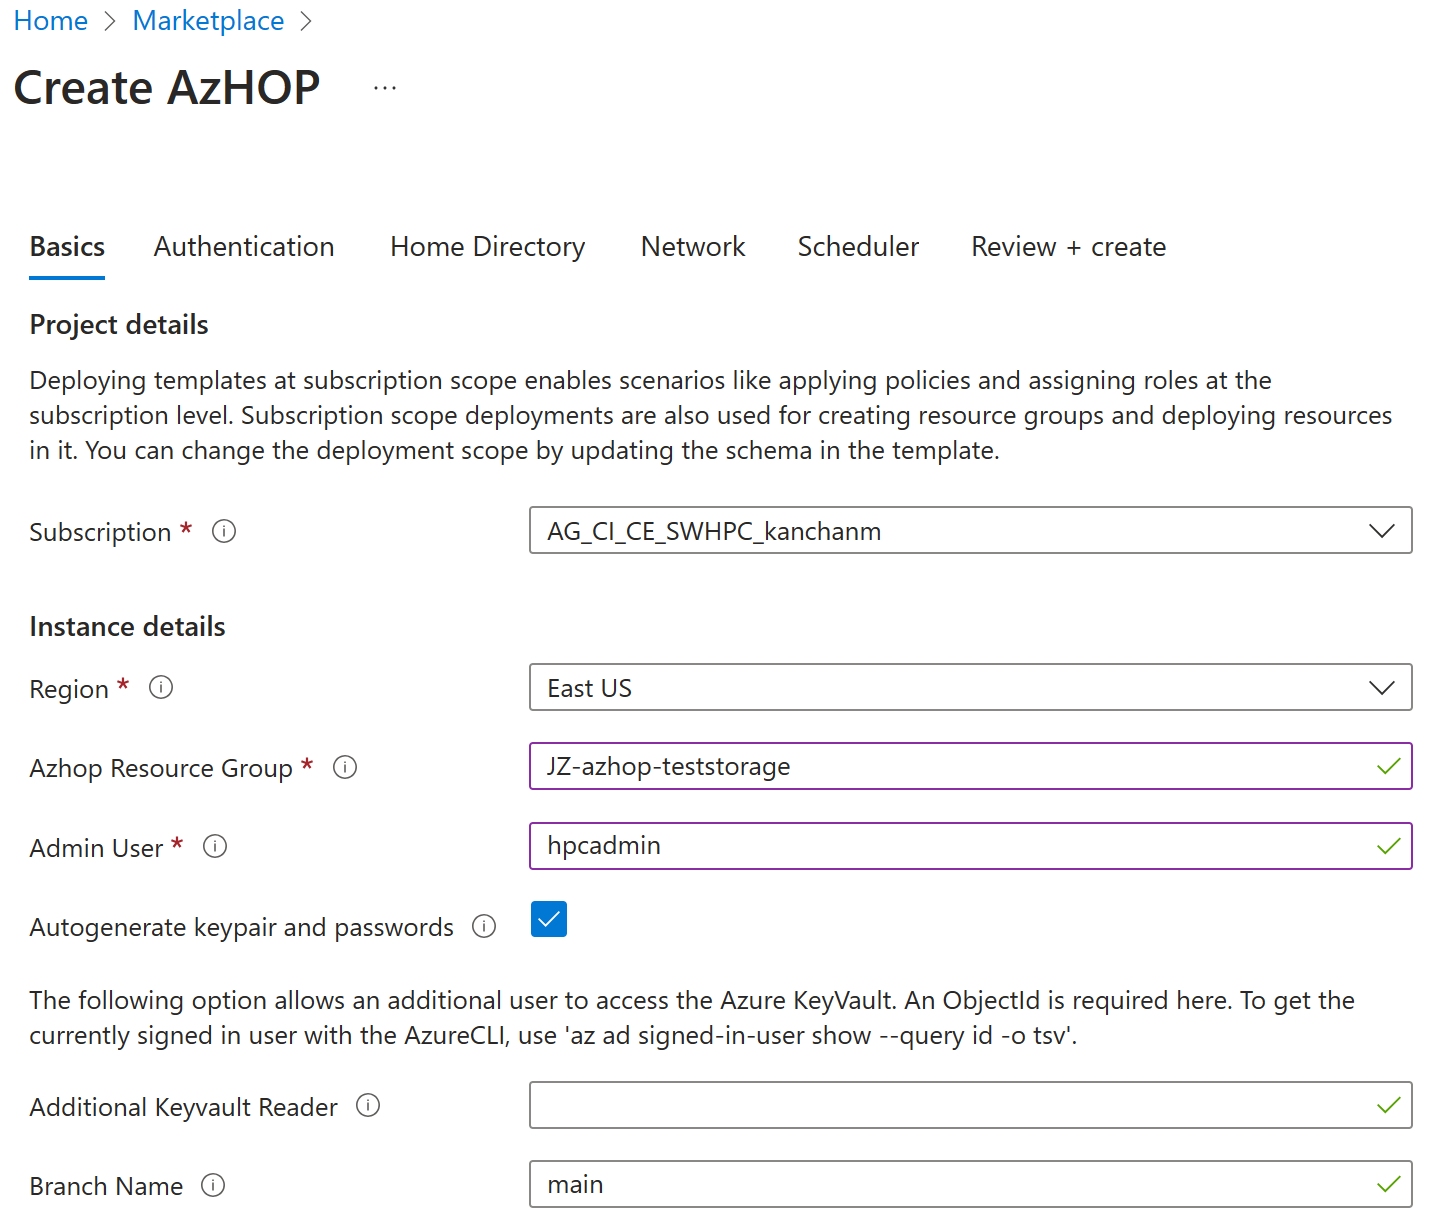 Home > Marketplace >
Create AzHOP ...
Basics Authentication Home Directory Network Scheduler Review + create
Project details
Deploying templates at subscription scope enables scenarios like applying policies and assigning roles at the
subscription level. Subscription scope deployments are also used for creating resource groups and deploying resources
in it. You can change the deployment scope by updating the schema in the template.
Subscription * AG_CI_CE_SWHPC_kanchanm
Instance details
Region * East US
Azhop Resource Group * JZ-azhop-teststorage
Admin User * hpcadmin
Autogenerate keypair and passwords
The following option allows an additional user to access the Azure KeyVault. An ObjectId is required here. To get the
currently signed in user with the AzureCLI, use 'az ad signed-in-user show --query id -o tsv'.
Additional Keyvault Reader
Branch Name main